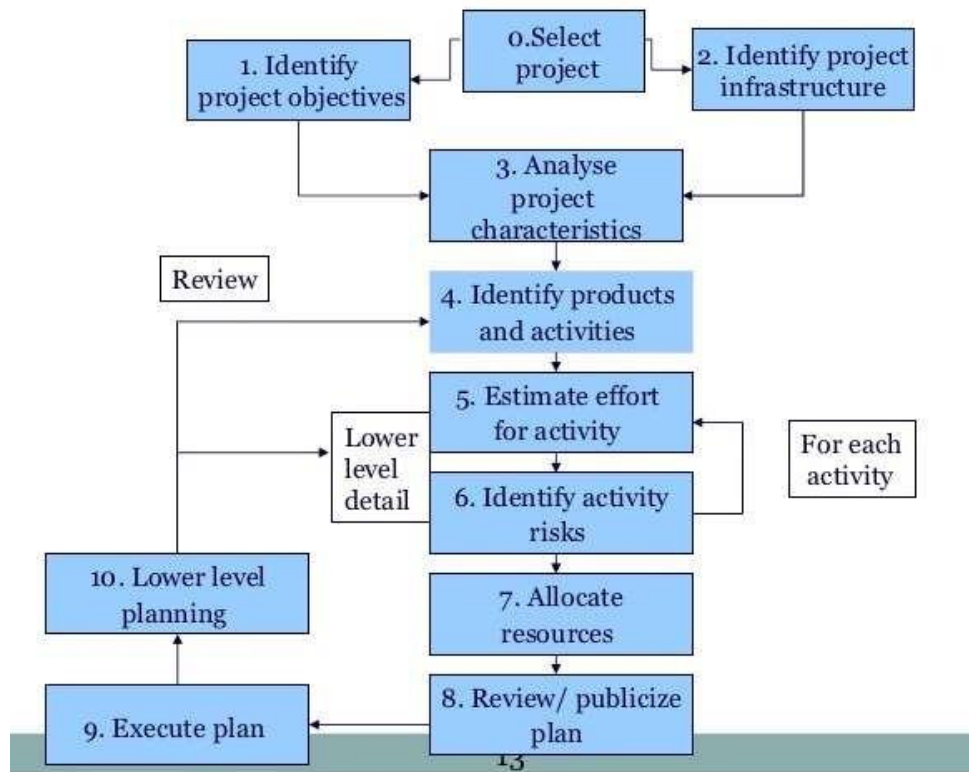 0.Select
project
1. Identify
project objectives
2. Identify project
infrastructure
3. Analyse
project
characteristics
Review
4. Identify products
and activities
5. Estimate effort
for activity
Lower
level
detail
For each
activity
6. Identify activity
risks
10. Lower level
planning
7. Allocate
resources
8. Review/ publicize
plan
9. Execute plan
13